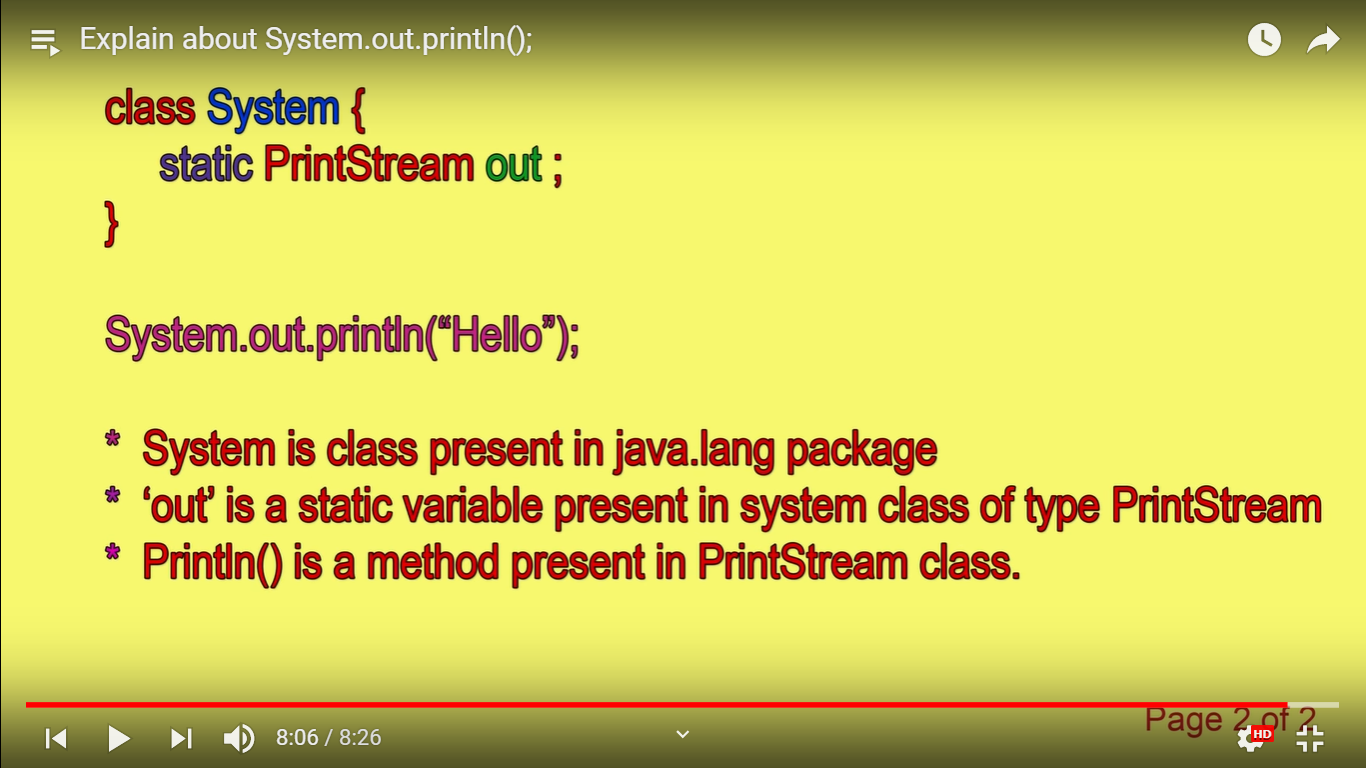 Explain about System.out.println();
class System {
static PrintStream out ;
}
System.out.println(“Hello”);
* System is class present in java.lang package
* ‘out’ is a static variable present in system class of type PrintStream
* Println() is a method present in PrintStream class.
Page 2 of 2
8:06 / 8:26
HD